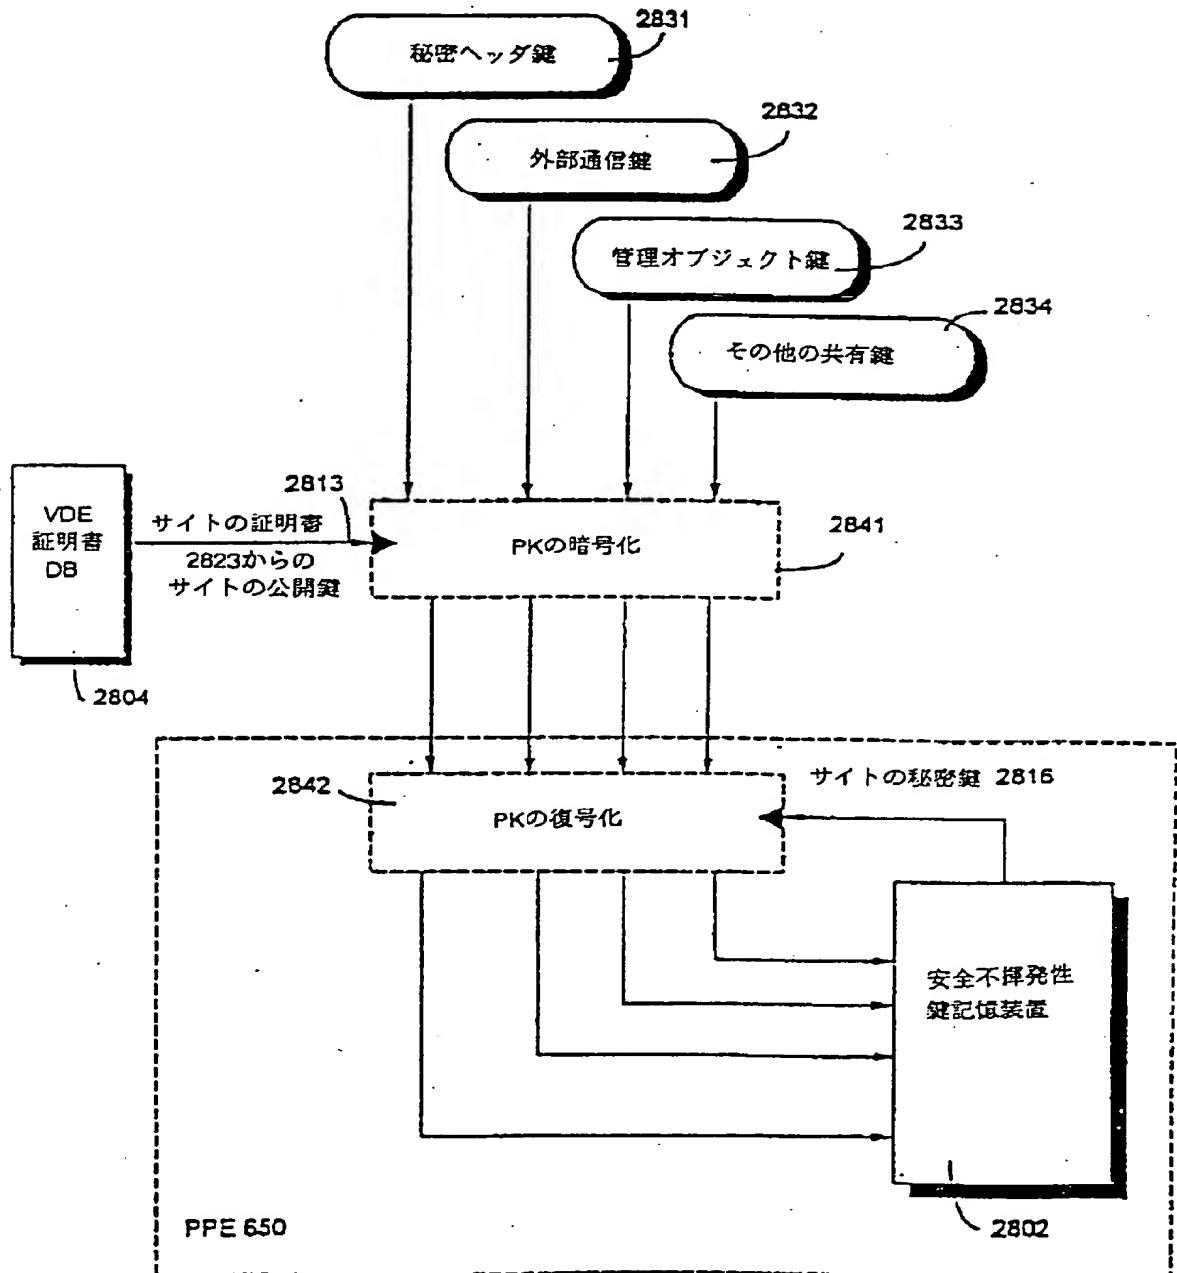 2831
秘密ヘッダ鍵
2832
外部通信鍵
2833
管理オブジェクト鍵
2834
その他の共有鍵
2813
VDE
証明書
DB
サイトの証明書
2823からの
サイトの公開鍵
PKの暗号化
2841
2804
2842
PKの復号化
サイトの秘密鍵 2816
安全不揮発性
鍵記憶装置
PPE 650
2802